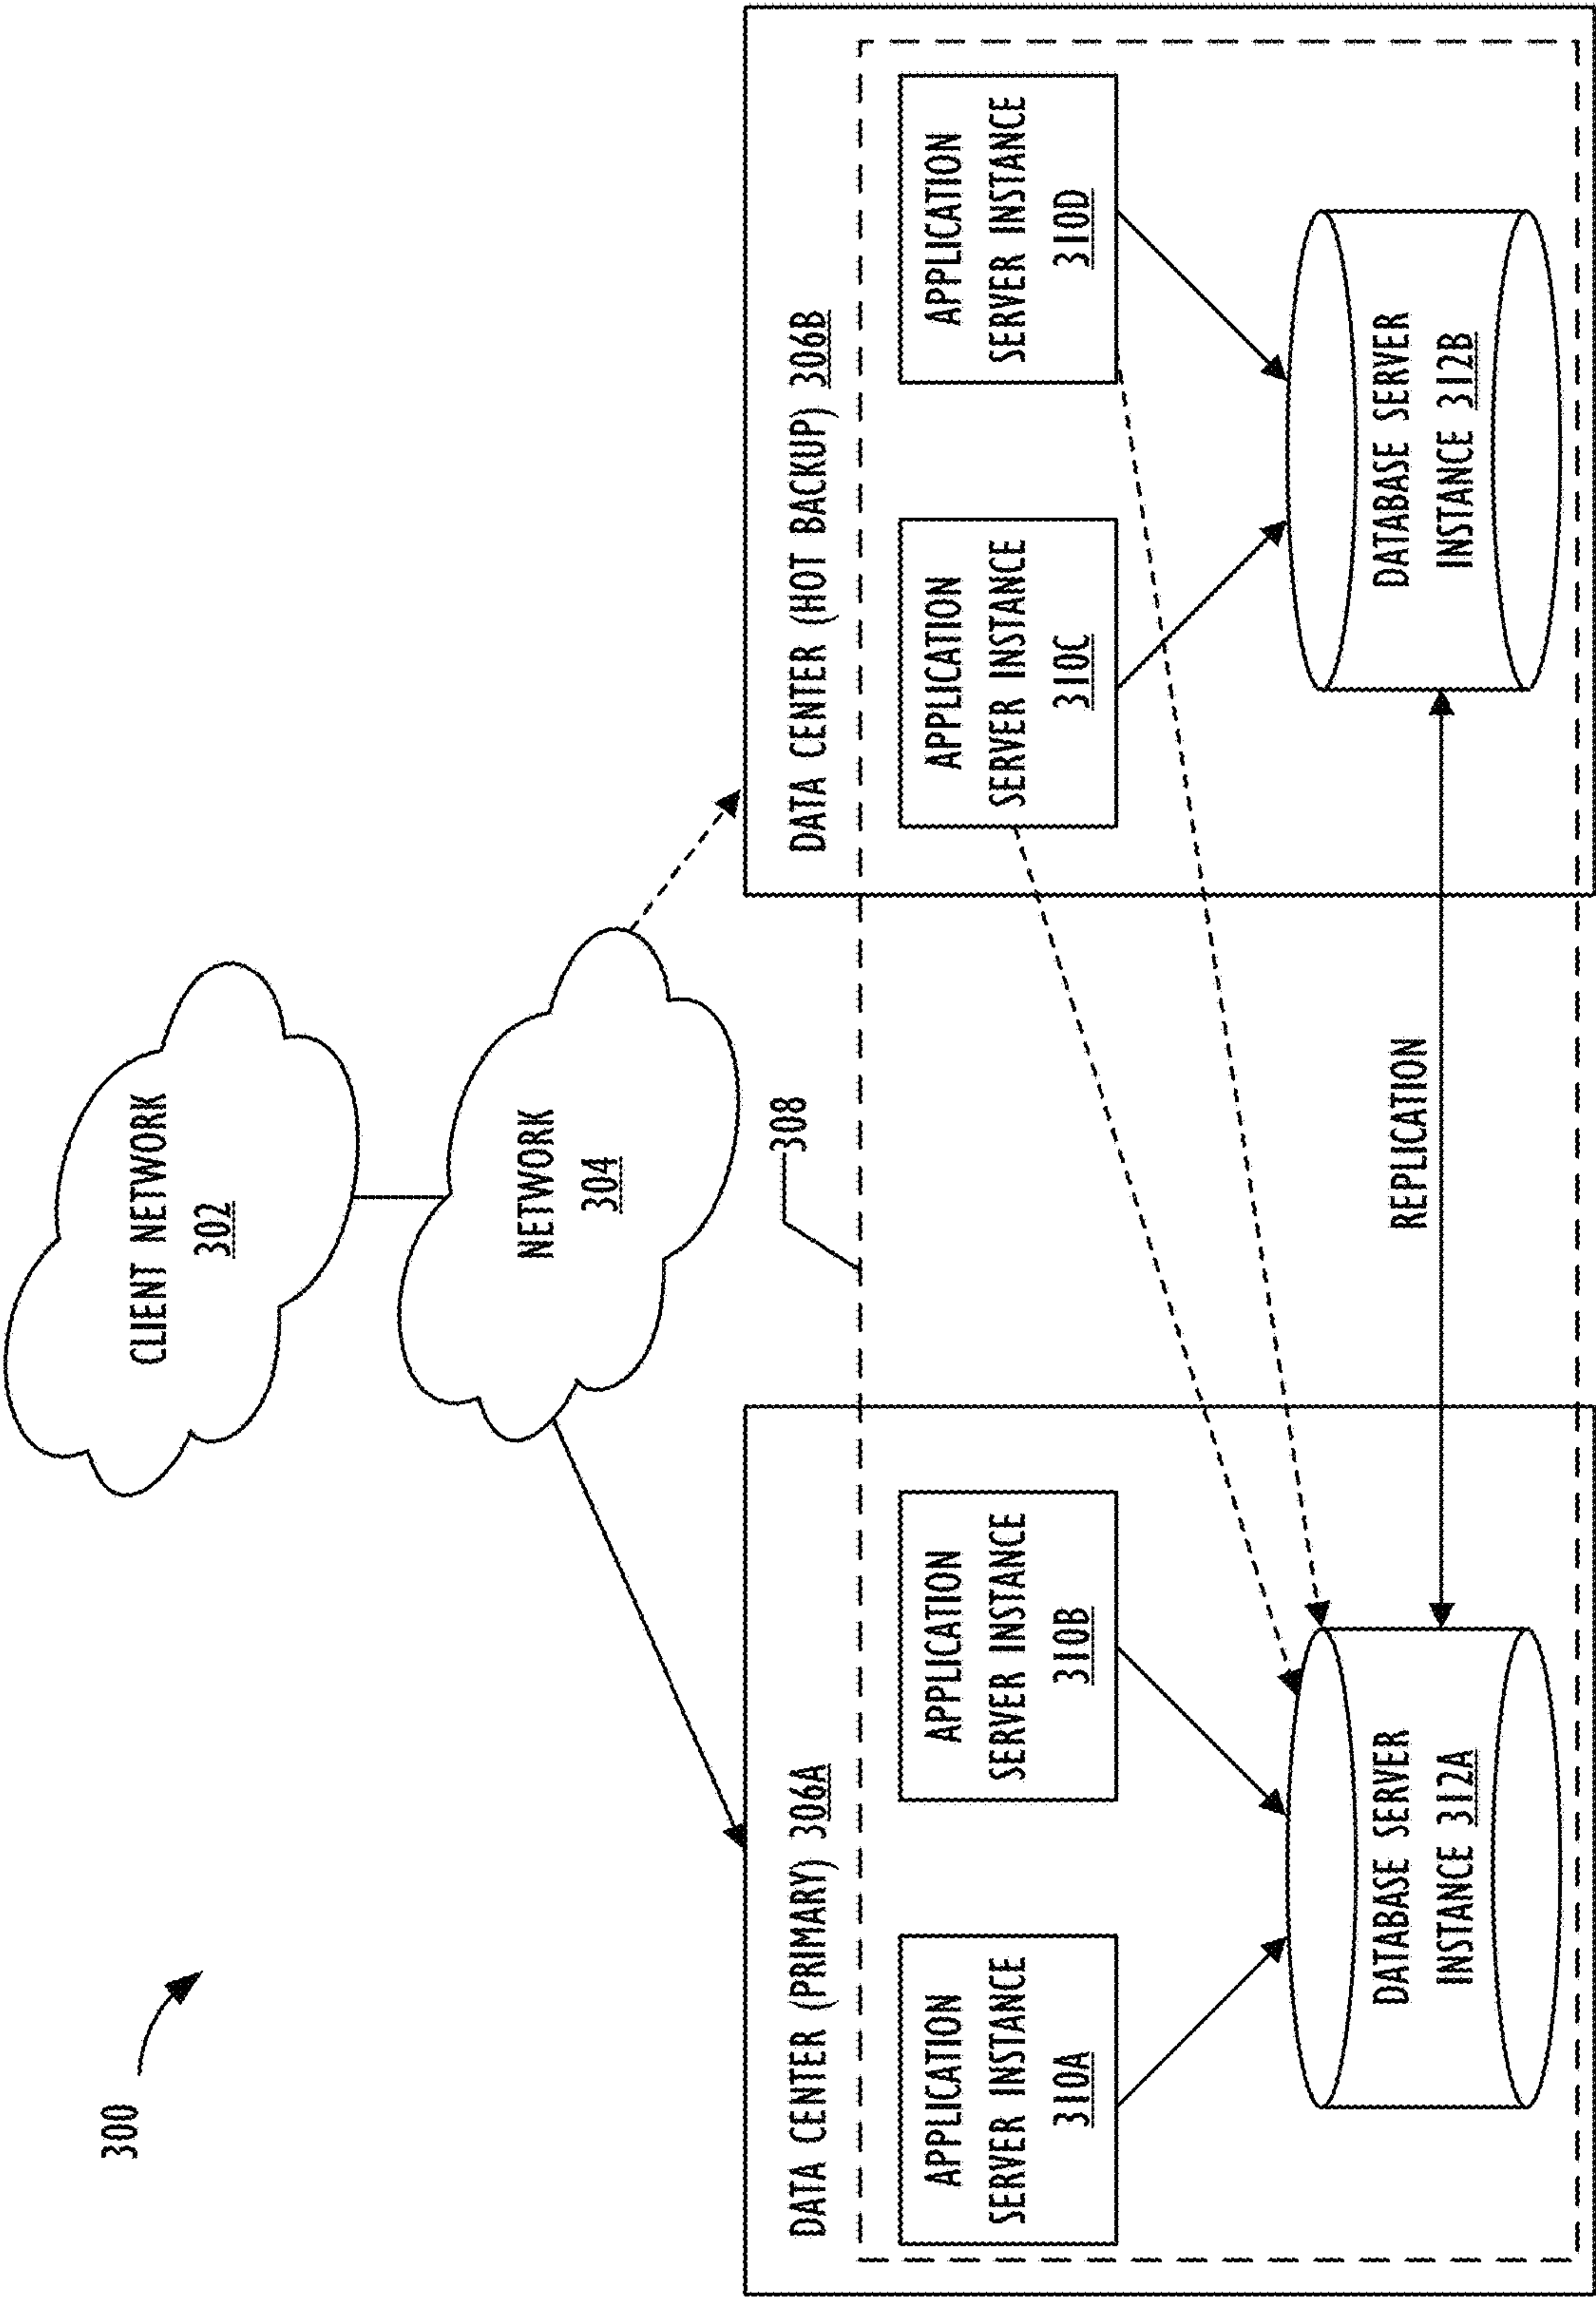 300
CLIENT NETWORK
302
NETWORK
304
308
DATA CENTER (PRIMARY) 306A
APPLICATION
SERVER INSTANCE
310A
APPLICATION
SERVER INSTANCE
310B
DATABASE SERVER
INSTANCE 312A
REPLICATION
DATA CENTER (HOT BACKUP) 306B
APPLICATION
SERVER INSTANCE
310C
APPLICATION
SERVER INSTANCE
310D
DATABASE SERVER
INSTANCE 312B